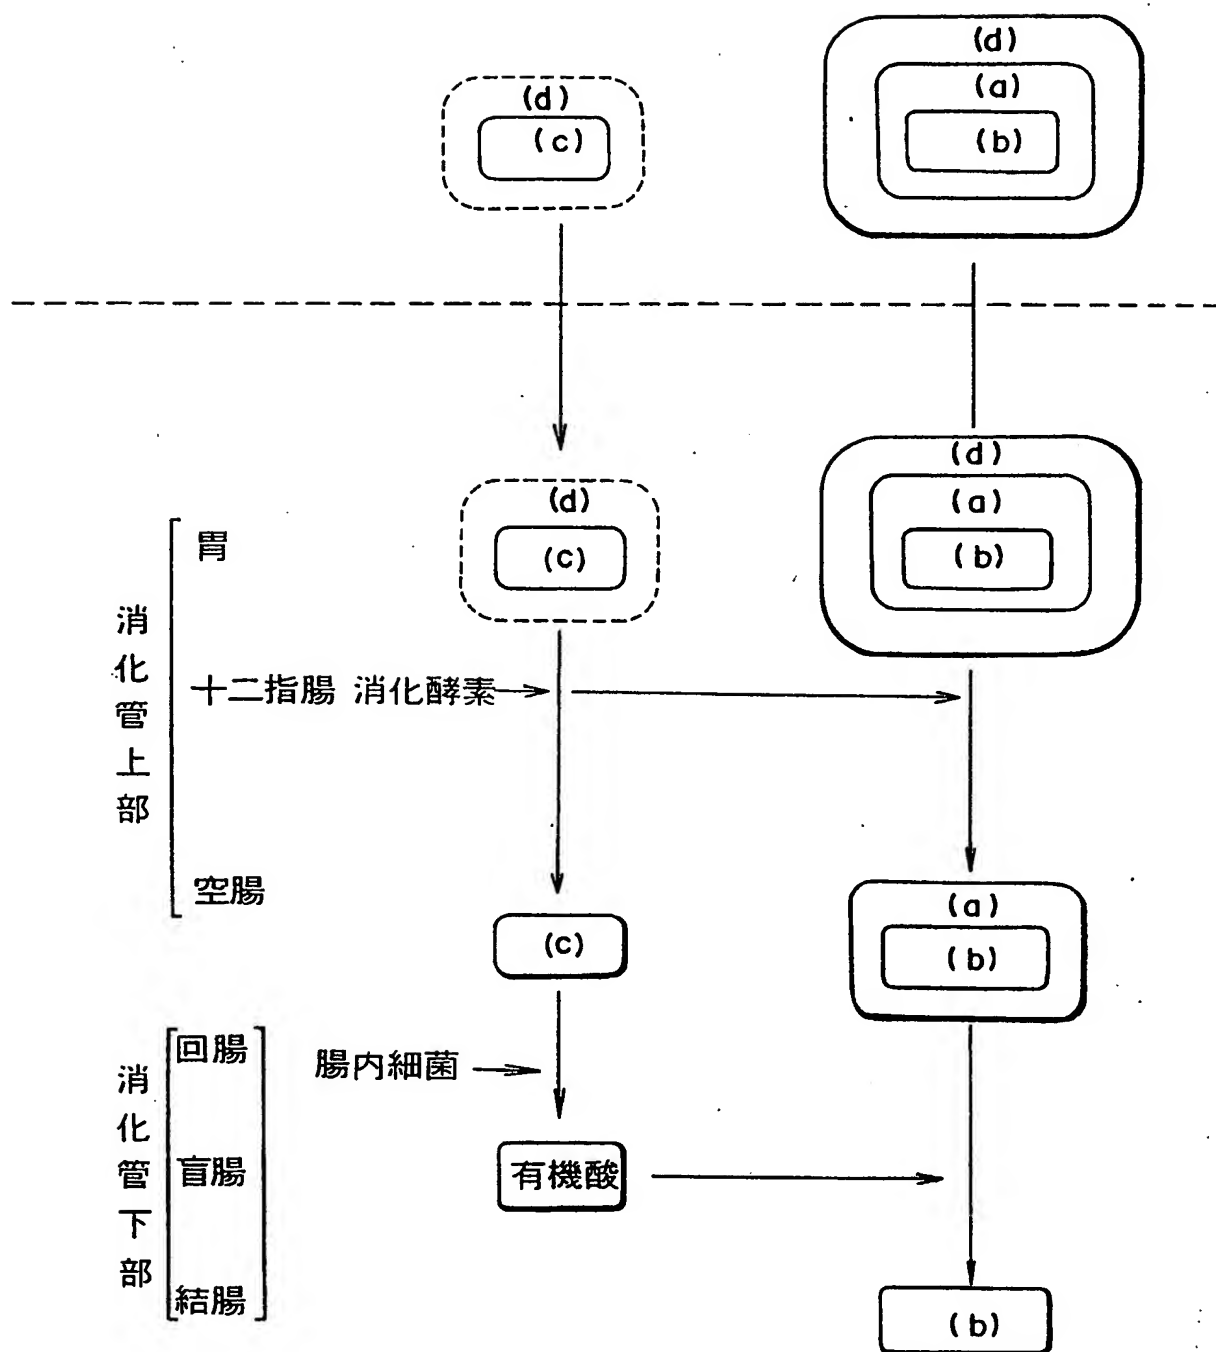 (d)
(a)
(b)
(d)
(c)
(d)
(a)
(b)
(d)
(c)
消化管上部
胃
十二指腸 消化酵素
空腸
(c)
(a)
(b)
消化管下部
回腸
盲腸
結腸
腸内細菌
有機酸
(b)